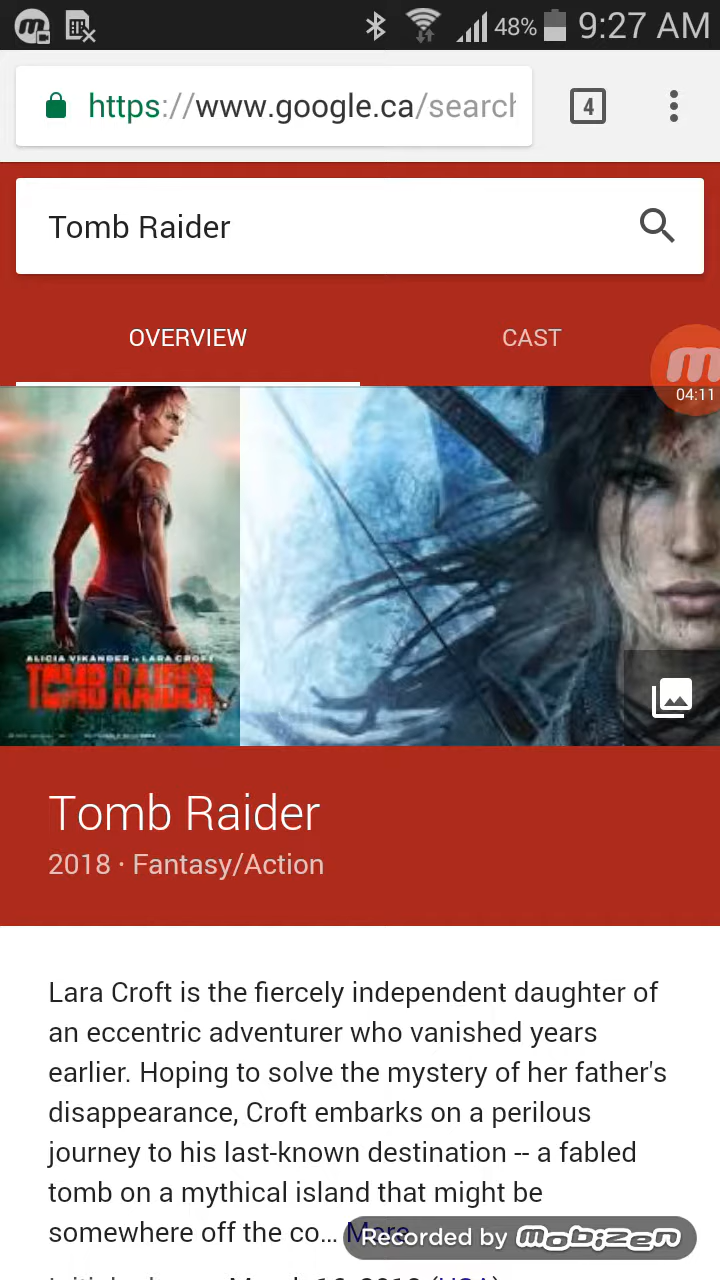 48% 9:27 AM
https://www.google.ca/search
4
Tomb Raider
OVERVIEW
CAST
04:11
ALICIA VIKANDER IS LARA CROFT
TOMB RAIDER
Tomb Raider
2018 · Fantasy/Action
Lara Croft is the fiercely independent daughter of
an eccentric adventurer who vanished years
earlier. Hoping to solve the mystery of her father's
disappearance, Croft embarks on a perilous
journey to his last-known destination -- a fabled
tomb on a mythical island that might be
somewhere off the co... More
Recorded by mobizen